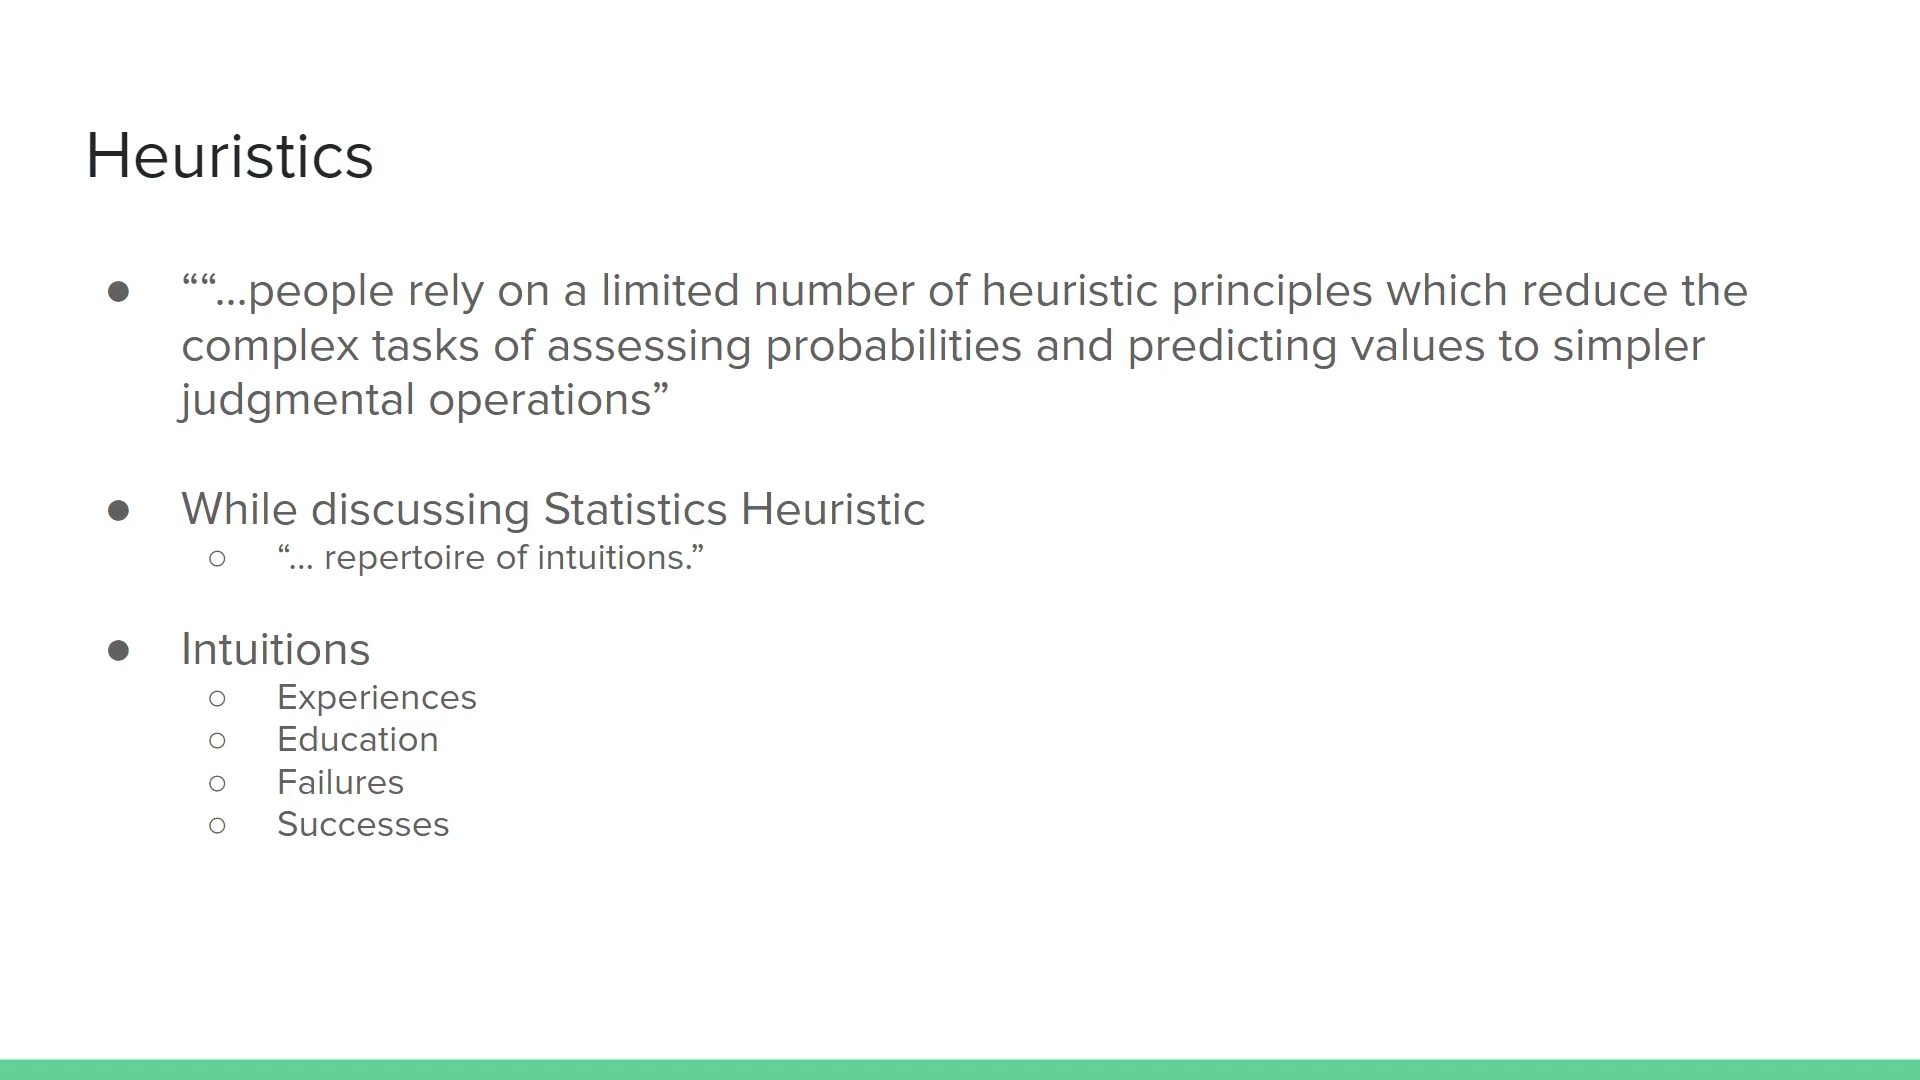 Heuristics
● ““...people rely on a limited number of heuristic principles which reduce the
complex tasks of assessing probabilities and predicting values to simpler
judgmental operations”
● While discussing Statistics Heuristic
○ “... repertoire of intuitions.”
● Intuitions
○ Experiences
○ Education
○ Failures
○ Successes